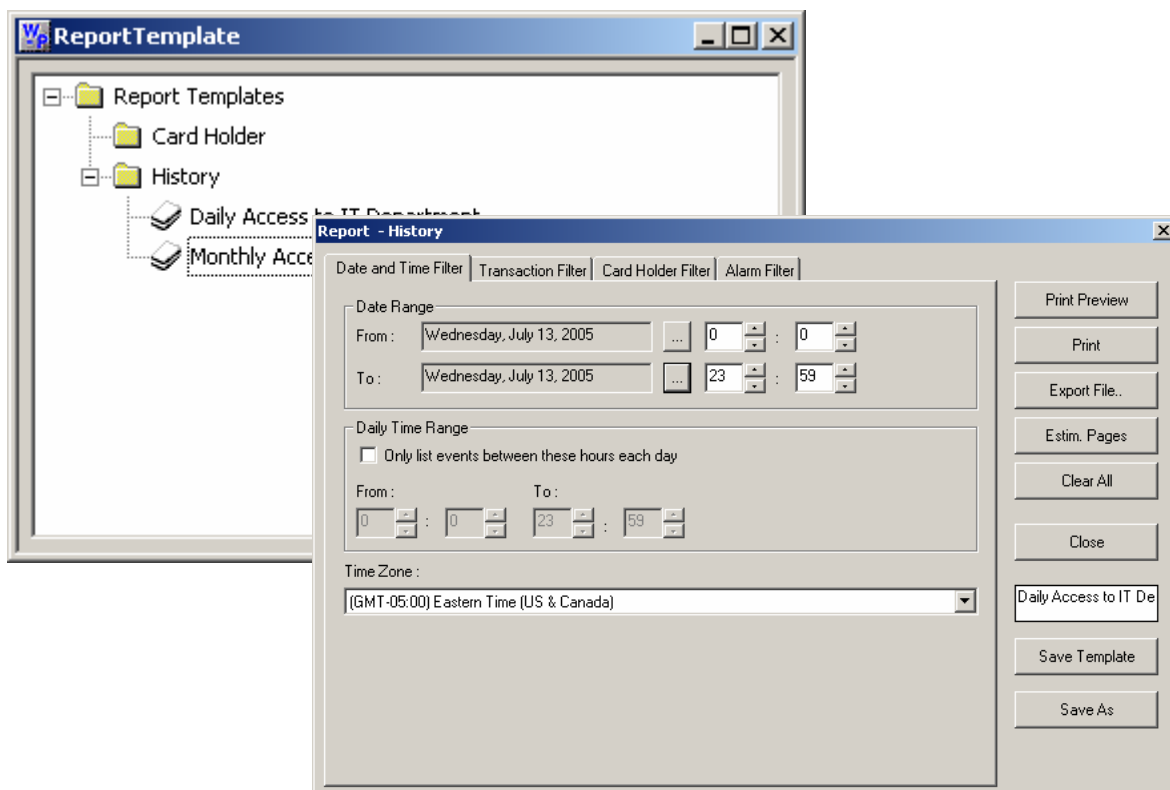 ReportTemplate
Report Templates
Card Holder
History
Daily Access to IT Department
Monthly Acce
Report - History
Date and Time Filter Transaction Filter Card Holder Filter Alarm Filter
Date Range
From : Wednesday, July 13, 2005 ... 0 : 0
To : Wednesday, July 13, 2005 ... 23 : 59
Daily Time Range
Only list events between these hours each day
From : To :
0 : 0 23 : 59
Time Zone :
(GMT-05:00) Eastern Time (US & Canada)
Print Preview
Print
Export File..
Estim. Pages
Clear All
Close
Daily Access to IT De
Save Template
Save As